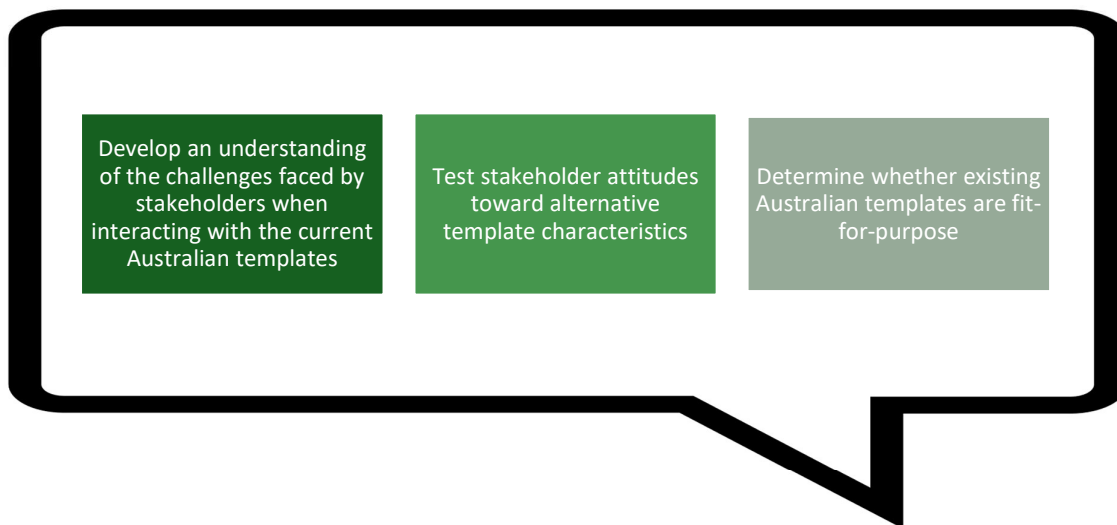 Develop an understanding
of the challenges faced by
stakeholders when
interacting with the current
Australian templates
Test stakeholder attitudes
toward alternative
template characteristics
Determine whether existing
Australian templates are fit-
for-purpose